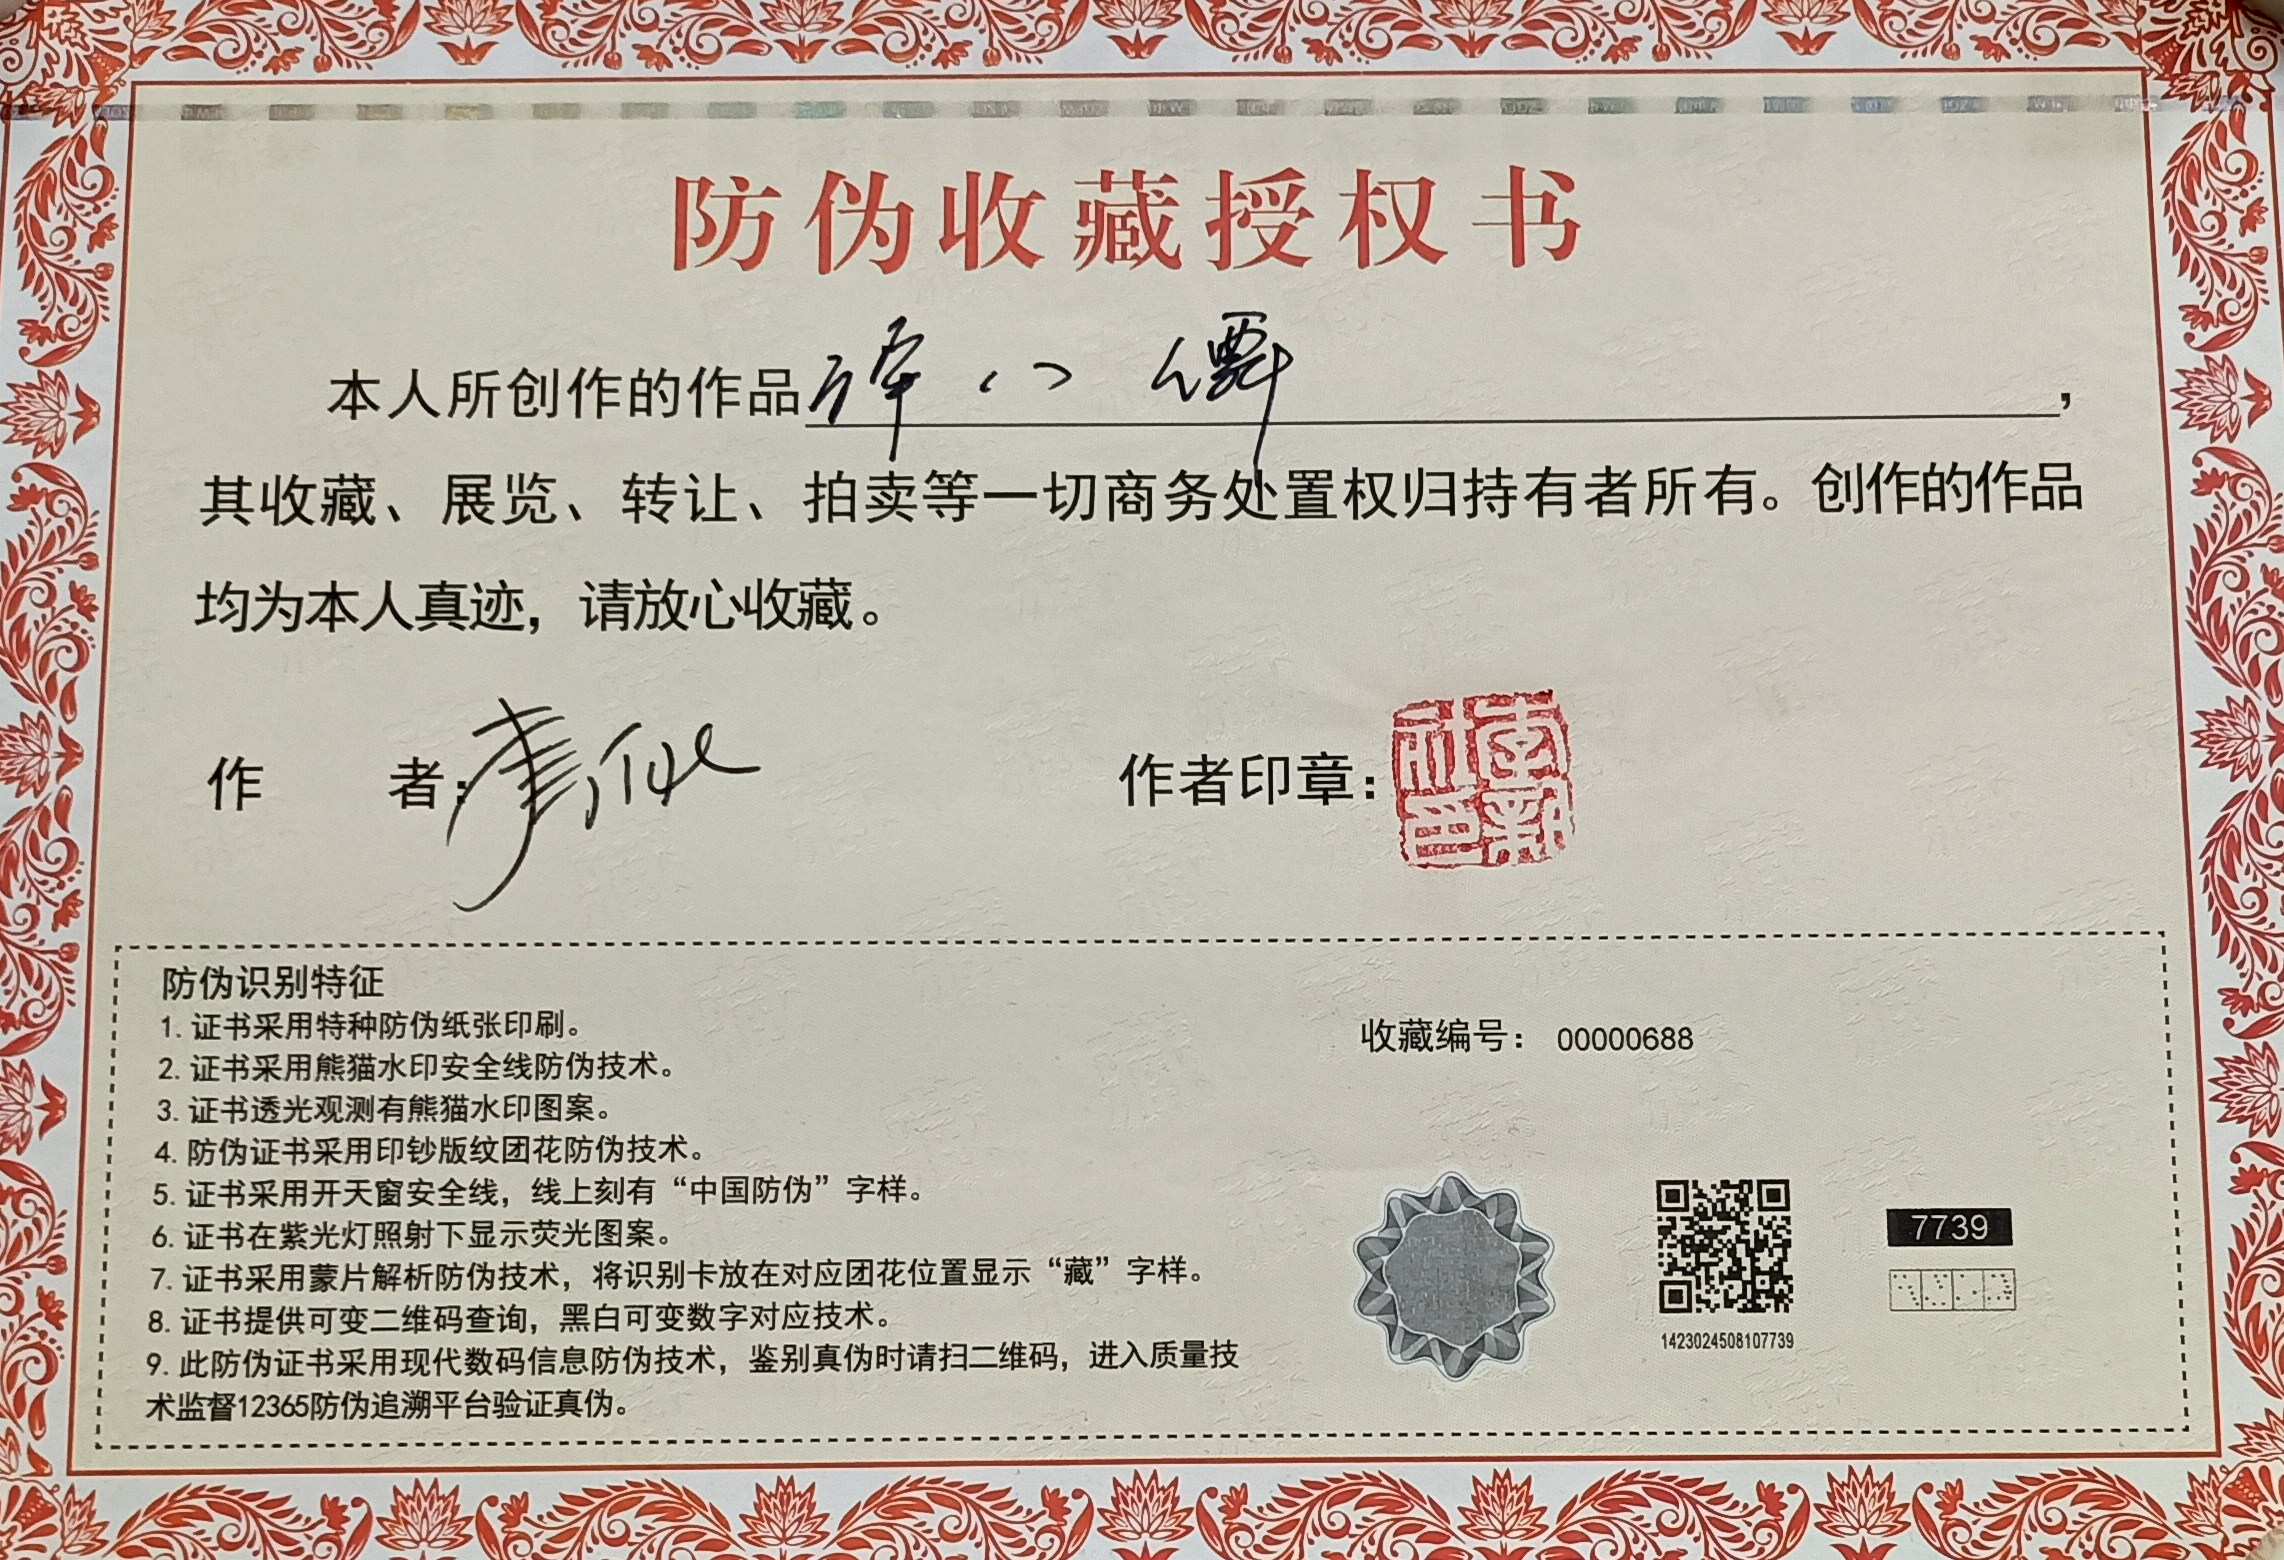 防伪收藏授权书
本人所创作的作品 八 ,
其收藏、展览、转让、拍卖等一切商务处置权归持有者所有。创作的作品
均为本人真迹，请放心收藏。
作 者： 作者印章：
防伪识别特征
1. 证书采用特种防伪纸张印刷。
2. 证书采用熊猫水印安全线防伪技术。
3. 证书透光观测有熊猫水印图案。
4. 防伪证书采用印钞版纹团花防伪技术。
5. 证书采用开天窗安全线，线上刻有“中国防伪”字样。
6. 证书在紫光灯照射下显示荧光图案。
7. 证书采用蒙片解析防伪技术，将识别卡放在对应团花位置显示“藏”字样。
8. 证书提供可变二维码查询，黑白可变数字对应技术。
9. 此防伪证书采用现代数码信息防伪技术，鉴别真伪时请扫二维码，进入质量技
术监督12365防伪追溯平台验证真伪。
收藏编号： 00000688
7739
1423024508107739